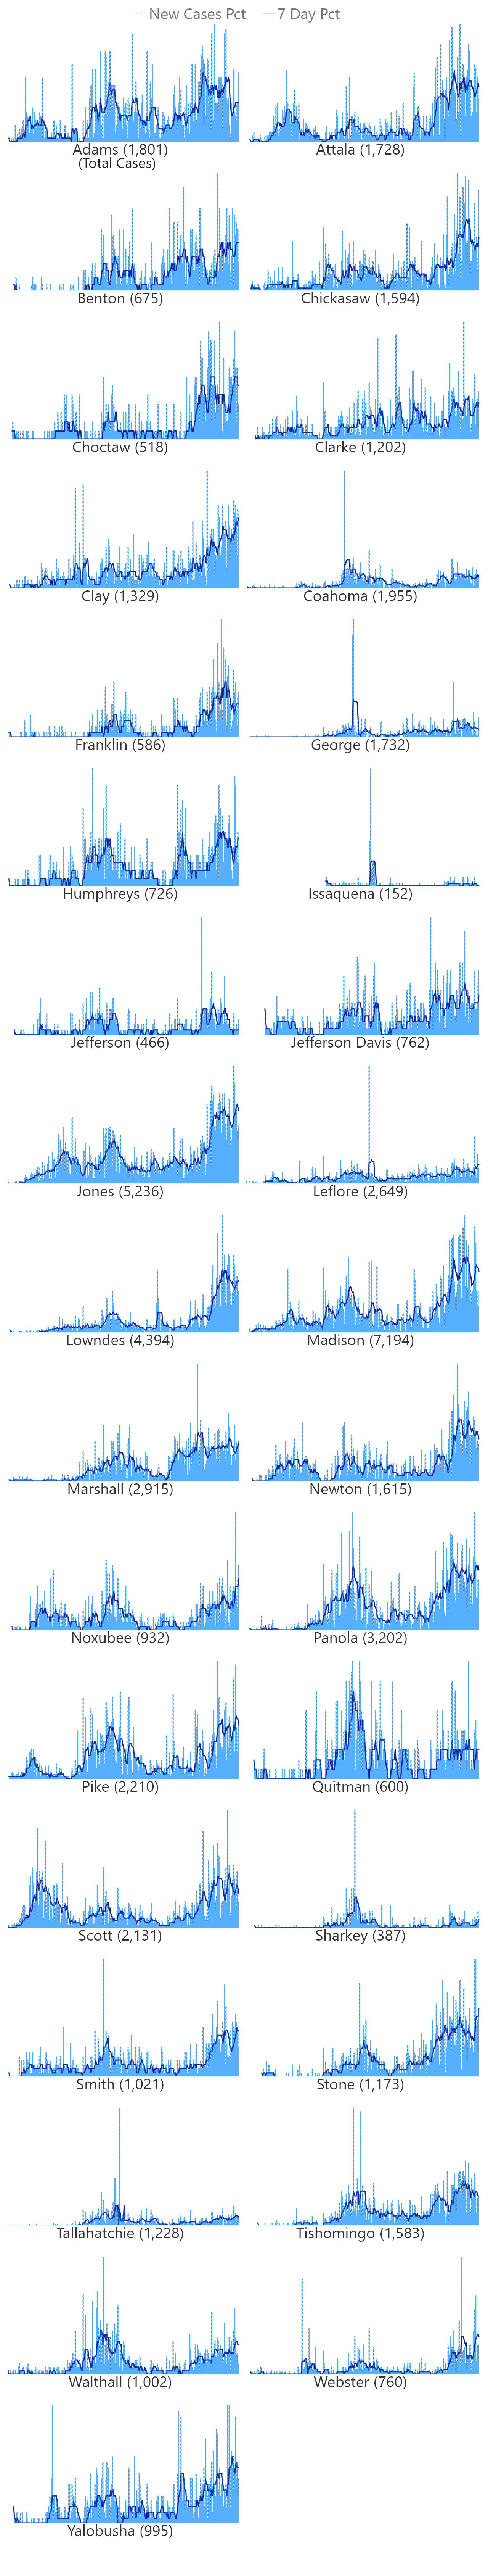 New Cases Pct 7 Day Pct
Adams (1,801) Attala (1,728)
(Total Cases)
Benton (675) Chickasaw (1,594)
Choctaw (518) Clarke (1,202)
Clay (1,329) Coahoma (1,955)
Franklin (586) George (1,732)
Humphreys (726) Issaquena (152)
Jefferson (466) Jefferson Davis (762)
Jones (5,236) Leflore (2,649)
Lowndes (4,394) Madison (7,194)
Marshall (2,915) Newton (1,615)
Noxubee (932) Panola (3,202)
Pike (2,210) Quitman (600)
Scott (2,131) Sharkey (387)
Smith (1,021) Stone (1,173)
Tallahatchie (1,228) Tishomingo (1,583)
Walthall (1,002) Webster (760)
Yalobusha (995)